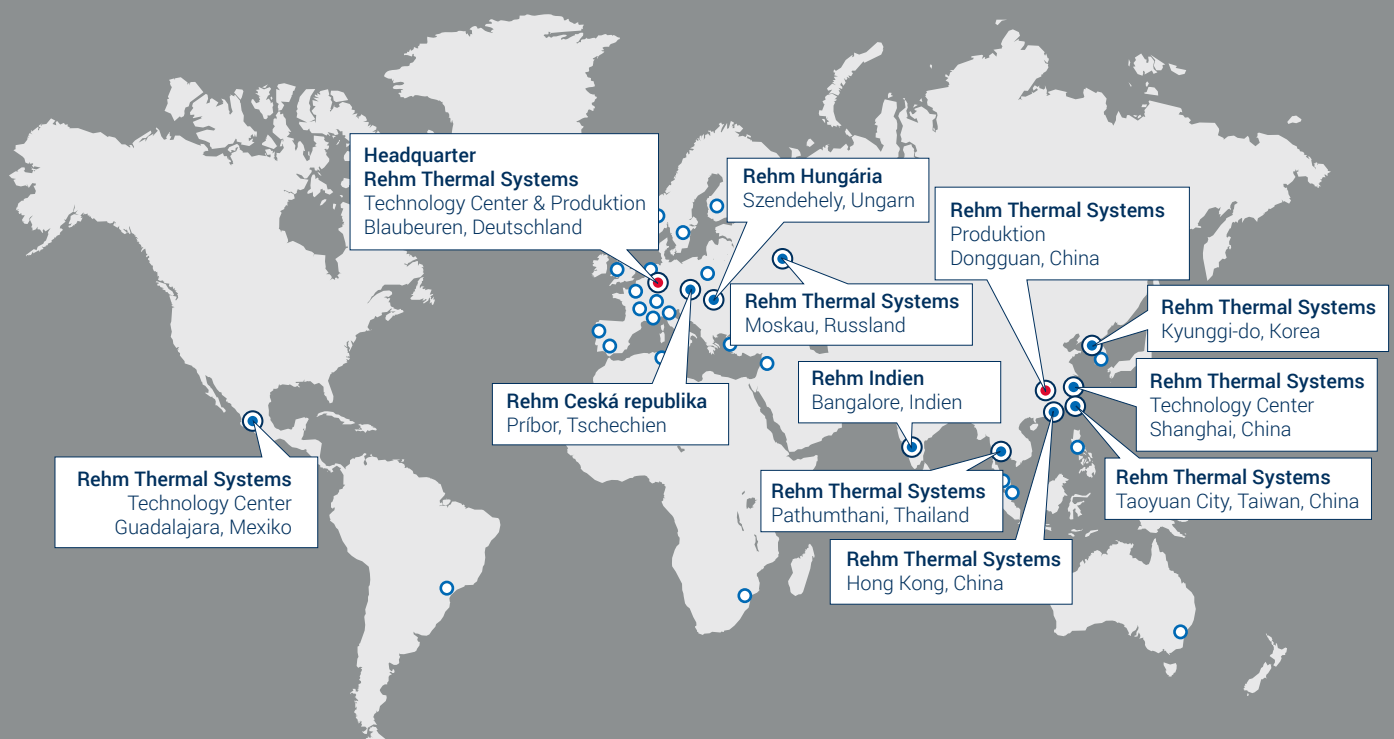 Headquarter
Rehm Thermal Systems
Technology Center & Produktion
Blaubeuren, Deutschland
Rehm Hungária
Szendehely, Ungarn
Rehm Thermal Systems
Produktion
Dongguan, China
Rehm Thermal Systems
Moskau, Russland
Rehm Thermal Systems
Kyunggi-do, Korea
Rehm Indien
Bangalore, Indien
Rehm Thermal Systems
Technology Center
Shanghai, China
Rehm Ceská republika
Príbor, Tschechien
Rehm Thermal Systems
Technology Center
Guadalajara, Mexiko
Rehm Thermal Systems
Pathumthani, Thailand
Rehm Thermal Systems
Taoyuan City, Taiwan, China
Rehm Thermal Systems
Hong Kong, China